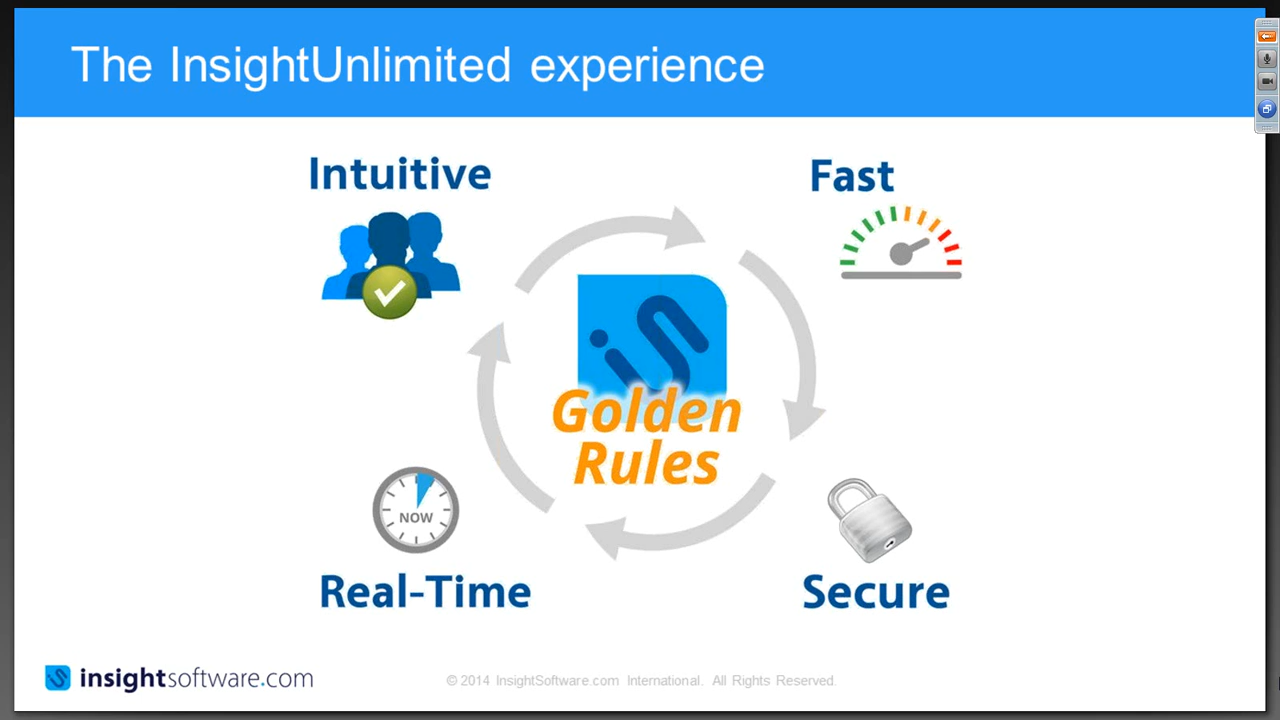 The InsightUnlimited experience
Intuitive
Fast
Golden
Rules
NOW
Real-Time
Secure
insightsoftware.com
© 2014 InsightSoftware.com International. All Rights Reserved.